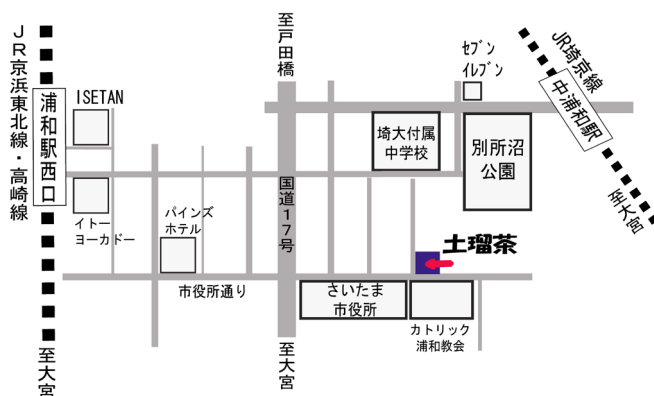 JR京浜東北線・高崎線
浦和駅西口
至大宮
ISETAN
イトー
ヨーカドー
パインズ
ホテル
市役所通り
至戸田橋
国道17号
至大宮
ｾﾌﾞﾝ
ｲﾚﾌﾞﾝ
埼大付属
中学校
別所沼
公園
JR埼京線
中浦和駅
至大宮
土瑠茶
さいたま
市役所
カトリック
浦和教会